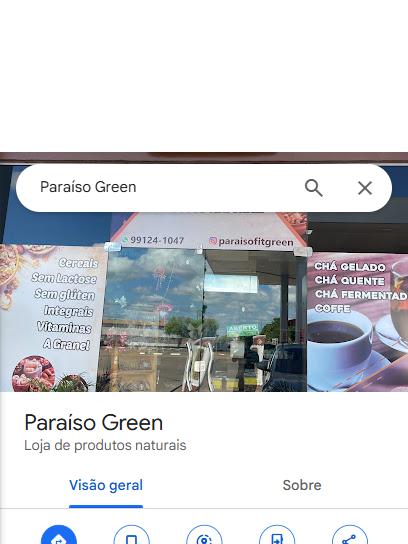 Paraíso Green
99124-1047 paraisofitgreen
Cereais
Sem Lactose
Sem glúten
Integrais
Vitaminas
A Granel
ABERTO
CHÁ GELADO
CHÁ QUENTE
CHÁ FERMENTAD
COFFE
Paraíso Green
Loja de produtos naturais
Visão geral Sobre